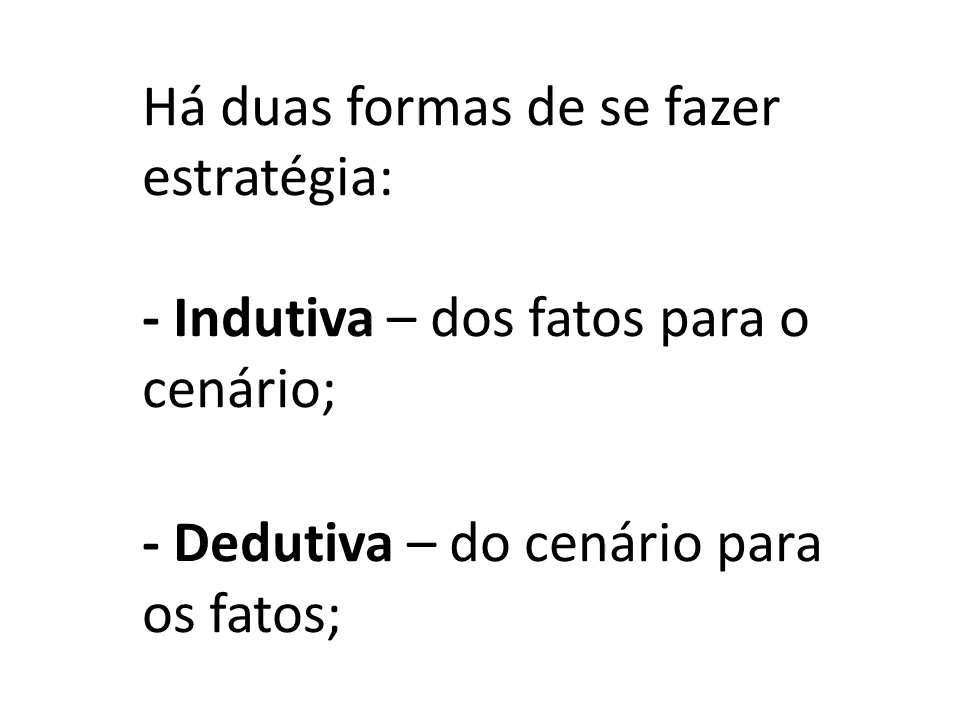 Há duas formas de se fazer
estratégia:
- Indutiva – dos fatos para o
cenário;
- Dedutiva – do cenário para
os fatos;